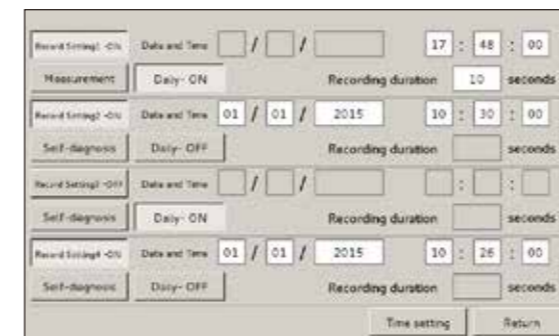 Record Setting1 -ON Date and Time / / 17 : 48 : 00
Measurement Daily- ON Recording duration 10 seconds
Record Setting2 -ON Date and Time 01 / 01 / 2015 10 : 30 : 00
Self-diagnosis Daily- OFF Recording duration seconds
Record Setting3 -OFF Date and Time / / : :
Self-diagnosis Daily- ON Recording duration seconds
Record Setting4 -ON Date and Time 01 / 01 / 2015 10 : 26 : 00
Self-diagnosis Daily- OFF Recording duration seconds
Time setting Return